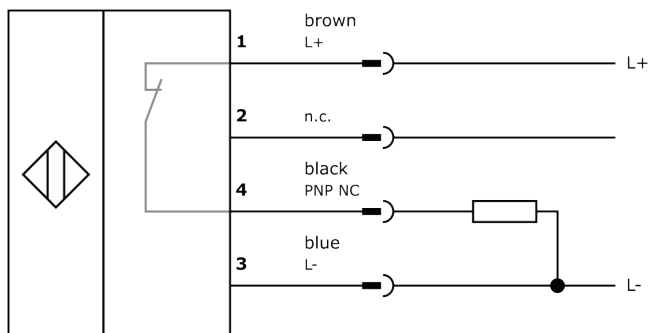 brown
1 L+ L+
2 n.c.
black
4 PNP NC
blue
3 L- L-